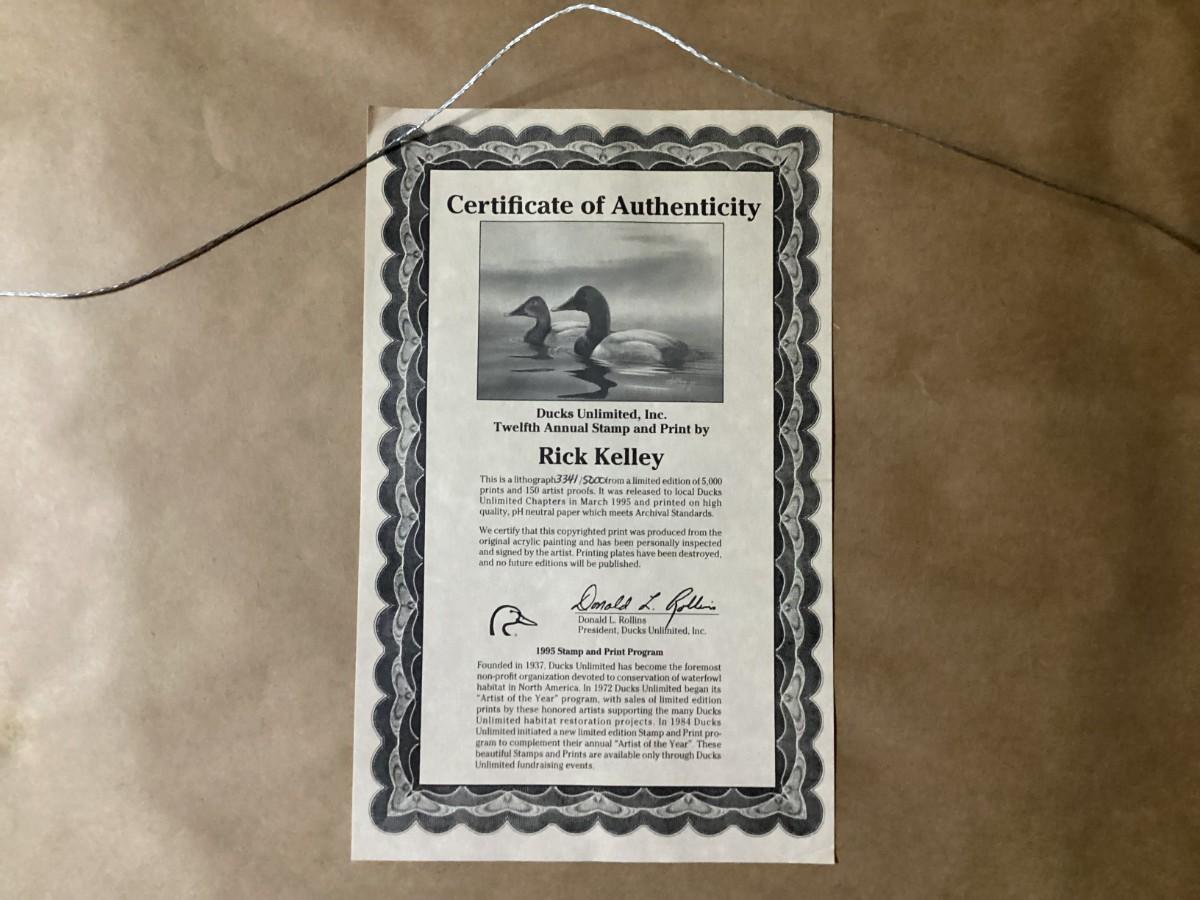 Certificate of Authenticity
Ducks Unlimited, Inc.
Twelfth Annual Stamp and Print by
Rick Kelley
This is a lithograph 3341/5000 from a limited edition of 5,000
prints and 150 artist proofs. It was released to local Ducks
Unlimited Chapters in March 1995 and printed on high
quality, pH neutral paper which meets Archival Standards.
We certify that this copyrighted print was produced from the
original acrylic painting and has been personally inspected
and signed by the artist. Printing plates have been destroyed,
and no future editions will be published.
Donald L. Rollins
Donald L. Rollins
President, Ducks Unlimited, Inc.
1995 Stamp and Print Program
Founded in 1937, Ducks Unlimited has become the foremost
non-profit organization devoted to conservation of waterfowl
habitat in North America. In 1972 Ducks Unlimited began its
"Artist of the Year" program, with sales of limited edition
prints by these honored artists supporting the many Ducks
Unlimited habitat restoration projects. In 1984 Ducks
Unlimited initiated a new limited edition Stamp and Print pro-
gram to complement their annual "Artist of the Year". These
beautiful Stamps and Prints are available only through Ducks
Unlimited fundraising events.